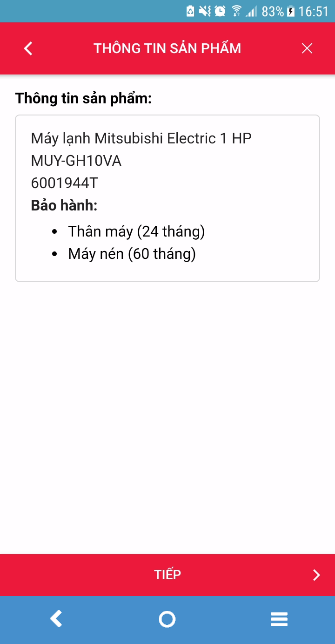 83% 16:51
THÔNG TIN SẢN PHẨM
Thông tin sản phẩm:
Máy lạnh Mitsubishi Electric 1 HP
MUY-GH10VA
6001944T
Bảo hành:
• Thân máy (24 tháng)
• Máy nén (60 tháng)
TIẾP